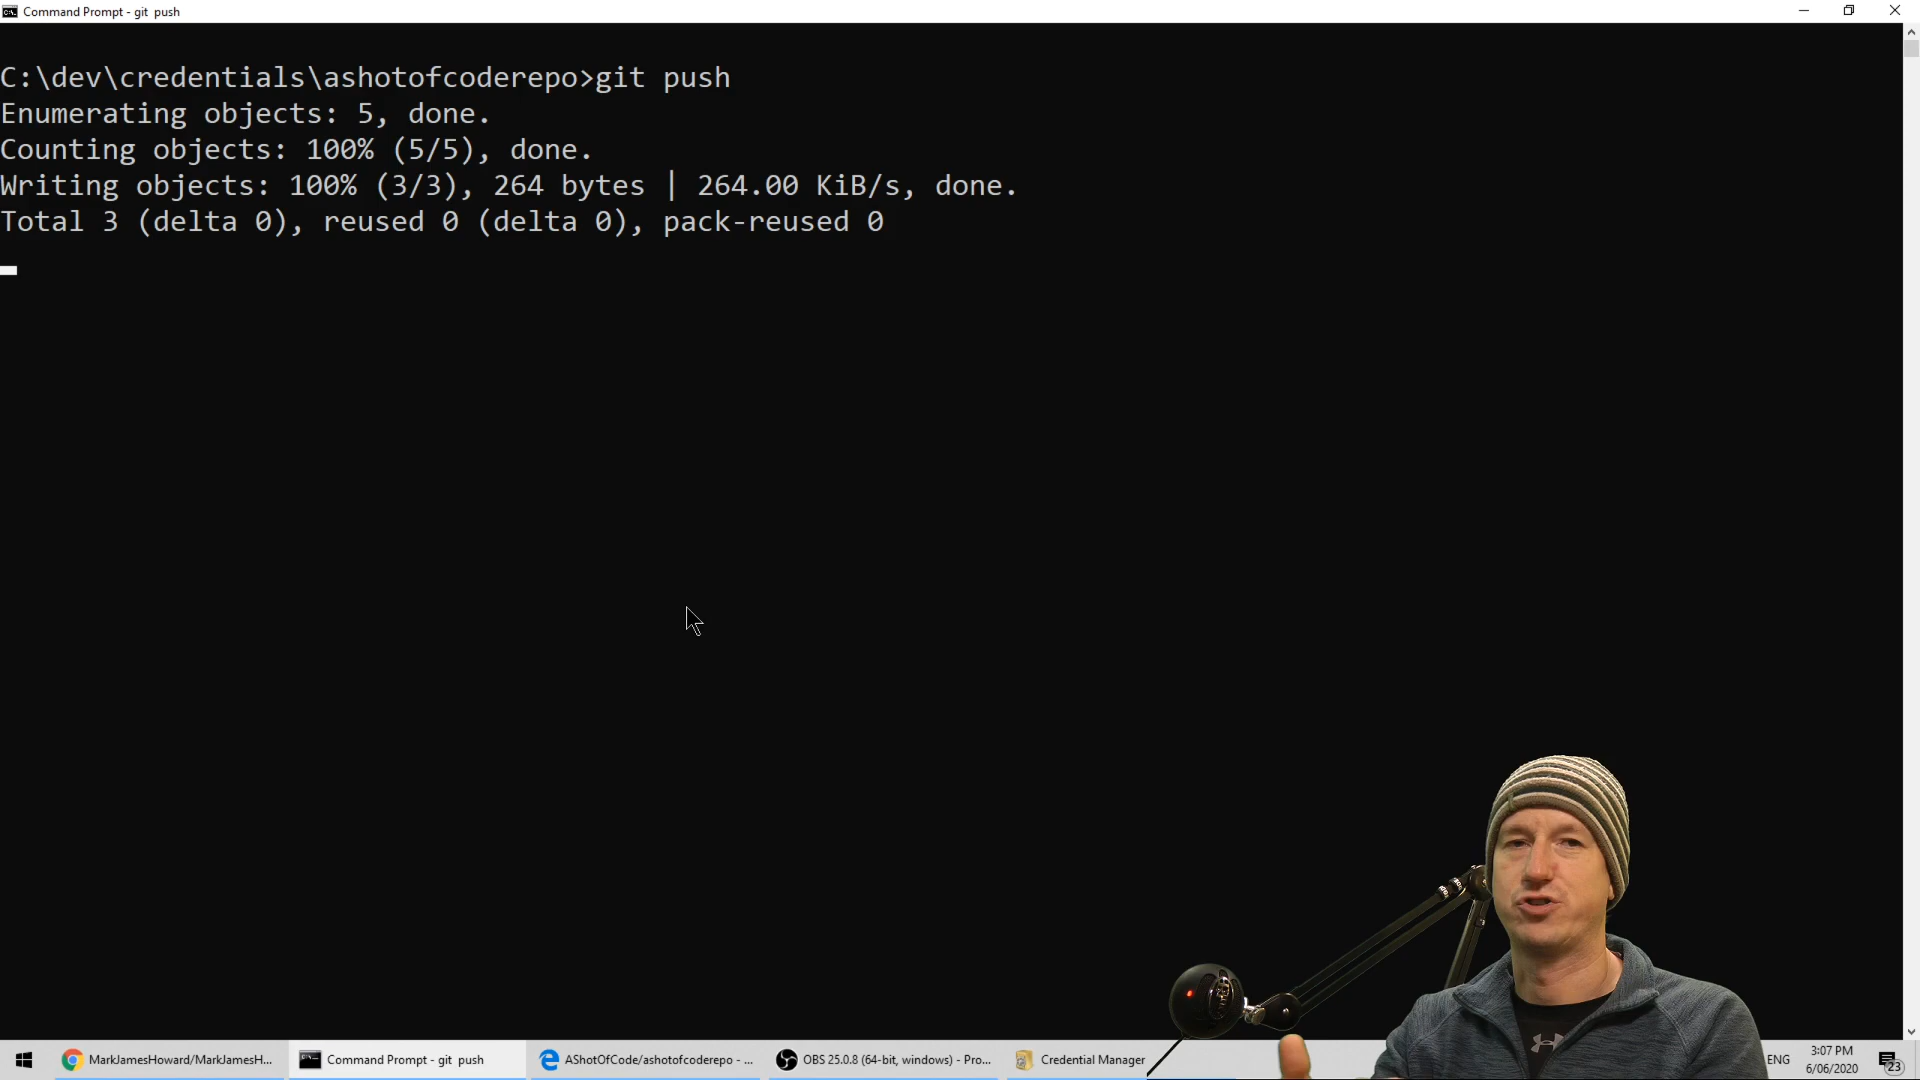 Command Prompt - git  push
C:\dev\credentials\ashotofcoderepo>git push
Enumerating objects: 5, done.
Counting objects: 100% (5/5), done.
Writing objects: 100% (3/3), 264 bytes | 264.00 KiB/s, done.
Total 3 (delta 0), reused 0 (delta 0), pack-reused 0
MarkJamesHoward/MarkJamesH...
Command Prompt - git  push
AShotOfCode/ashotofcoderepo - ...
OBS 25.0.8 (64-bit, windows) - Pro...
Credential Manager
ENG
3:07 PM
6/06/2020
23